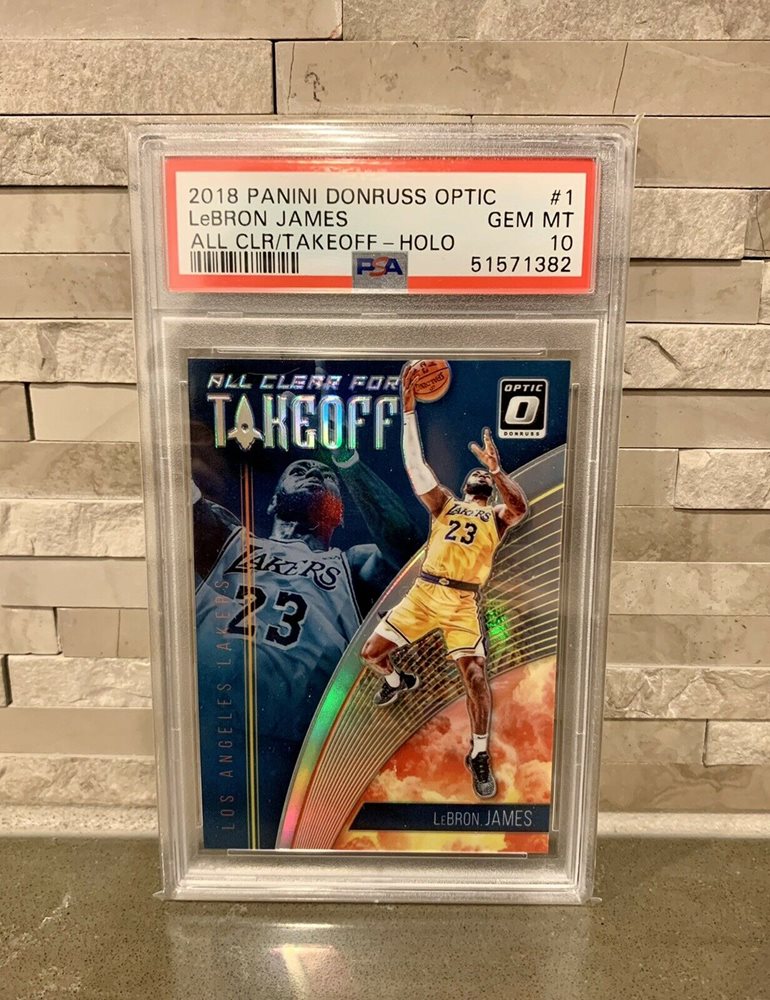 2018 PANINI DONRUSS OPTIC #1
LeBRON JAMES GEM MT
ALL CLR/TAKEOFF – HOLO 10
PSA 51571382
ALL CLEAR FOR
TAKEOFF
OPTIC
O
DONRUSS
LAKERS
23
LAKERS
23
LOS ANGELES LAKERS
LeBRON JAMES